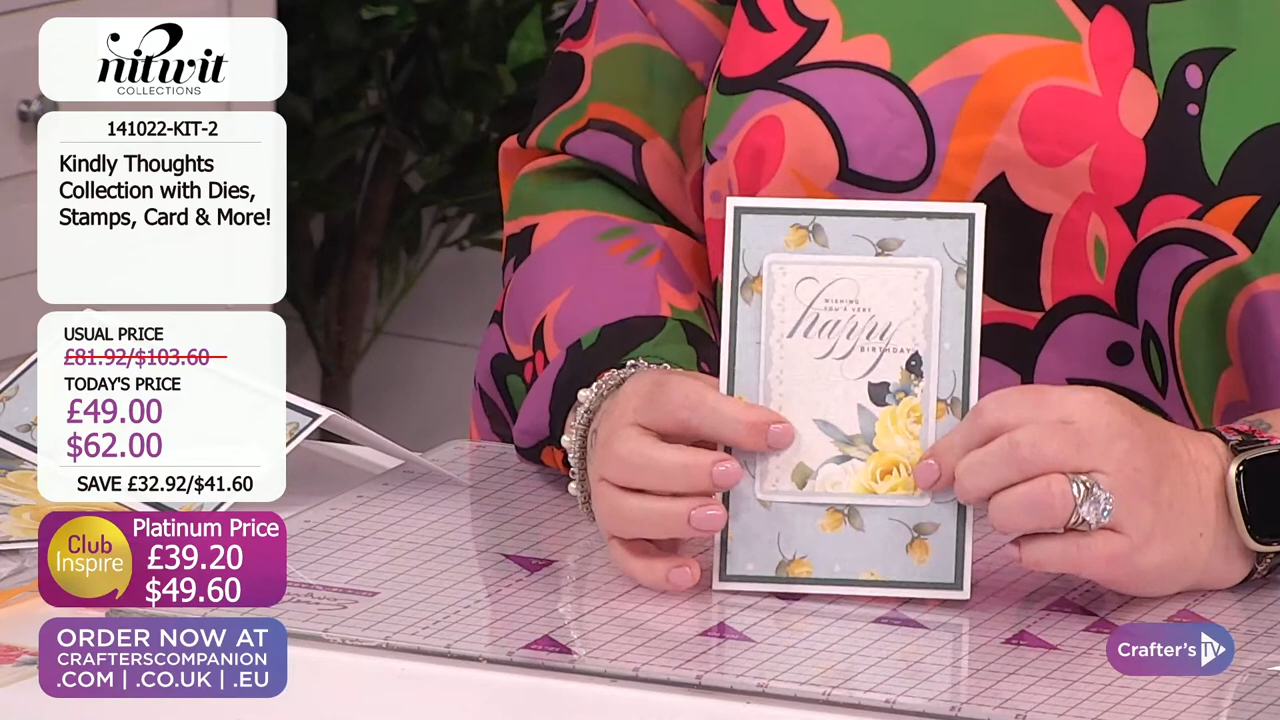 nitwit
COLLECTIONS
141022-KIT-2
Kindly Thoughts
Collection with Dies,
Stamps, Card & More!
USUAL PRICE
£81.92/$103.60
TODAY'S PRICE
£49.00
$62.00
SAVE £32.92/$41.60
Club
Inspire
Platinum Price
£39.20
$49.60
ORDER NOW AT
CRAFTERSCOMPANION
.COM | .CO.UK | .EU
WISHING
YOU A VERY
happy
BIRTHDAY
Crafter's TV